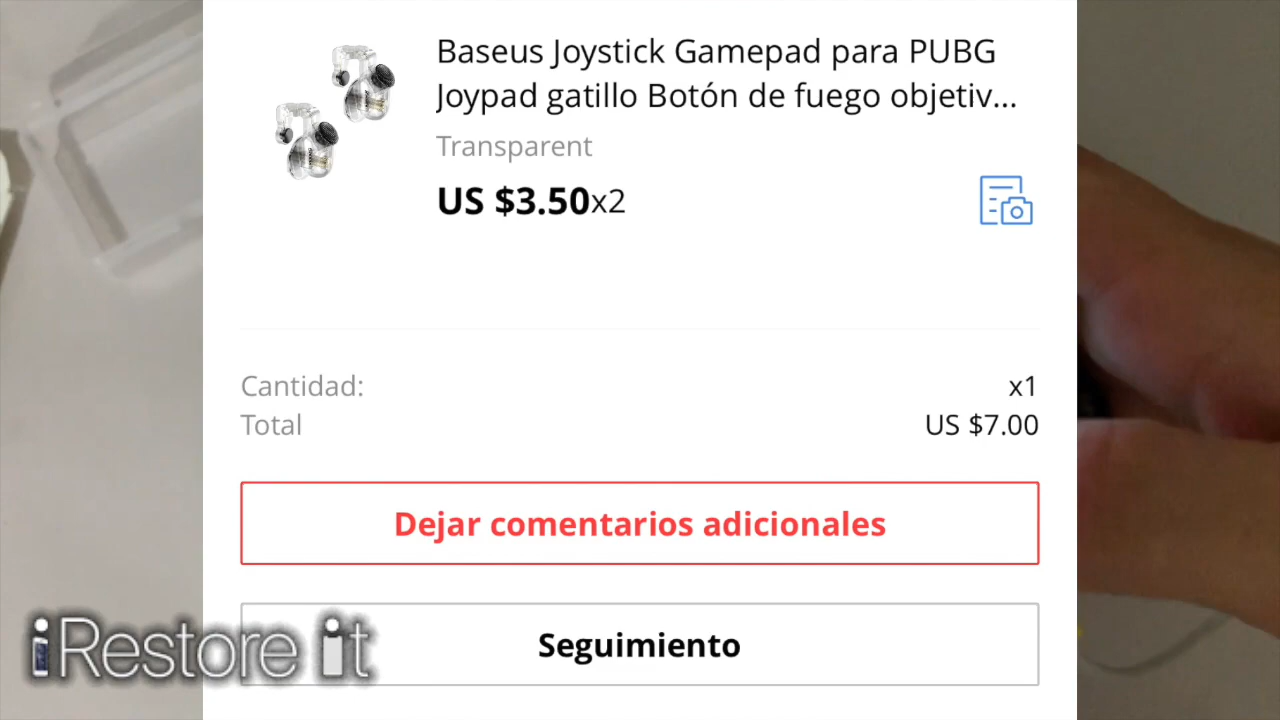 Baseus Joystick Gamepad para PUBG
Joypad gatillo Botón de fuego objetiv...
Transparent
US $3.50x2
Cantidad:
x1
Total
US $7.00
Dejar comentarios adicionales
Seguimiento
iRestore it